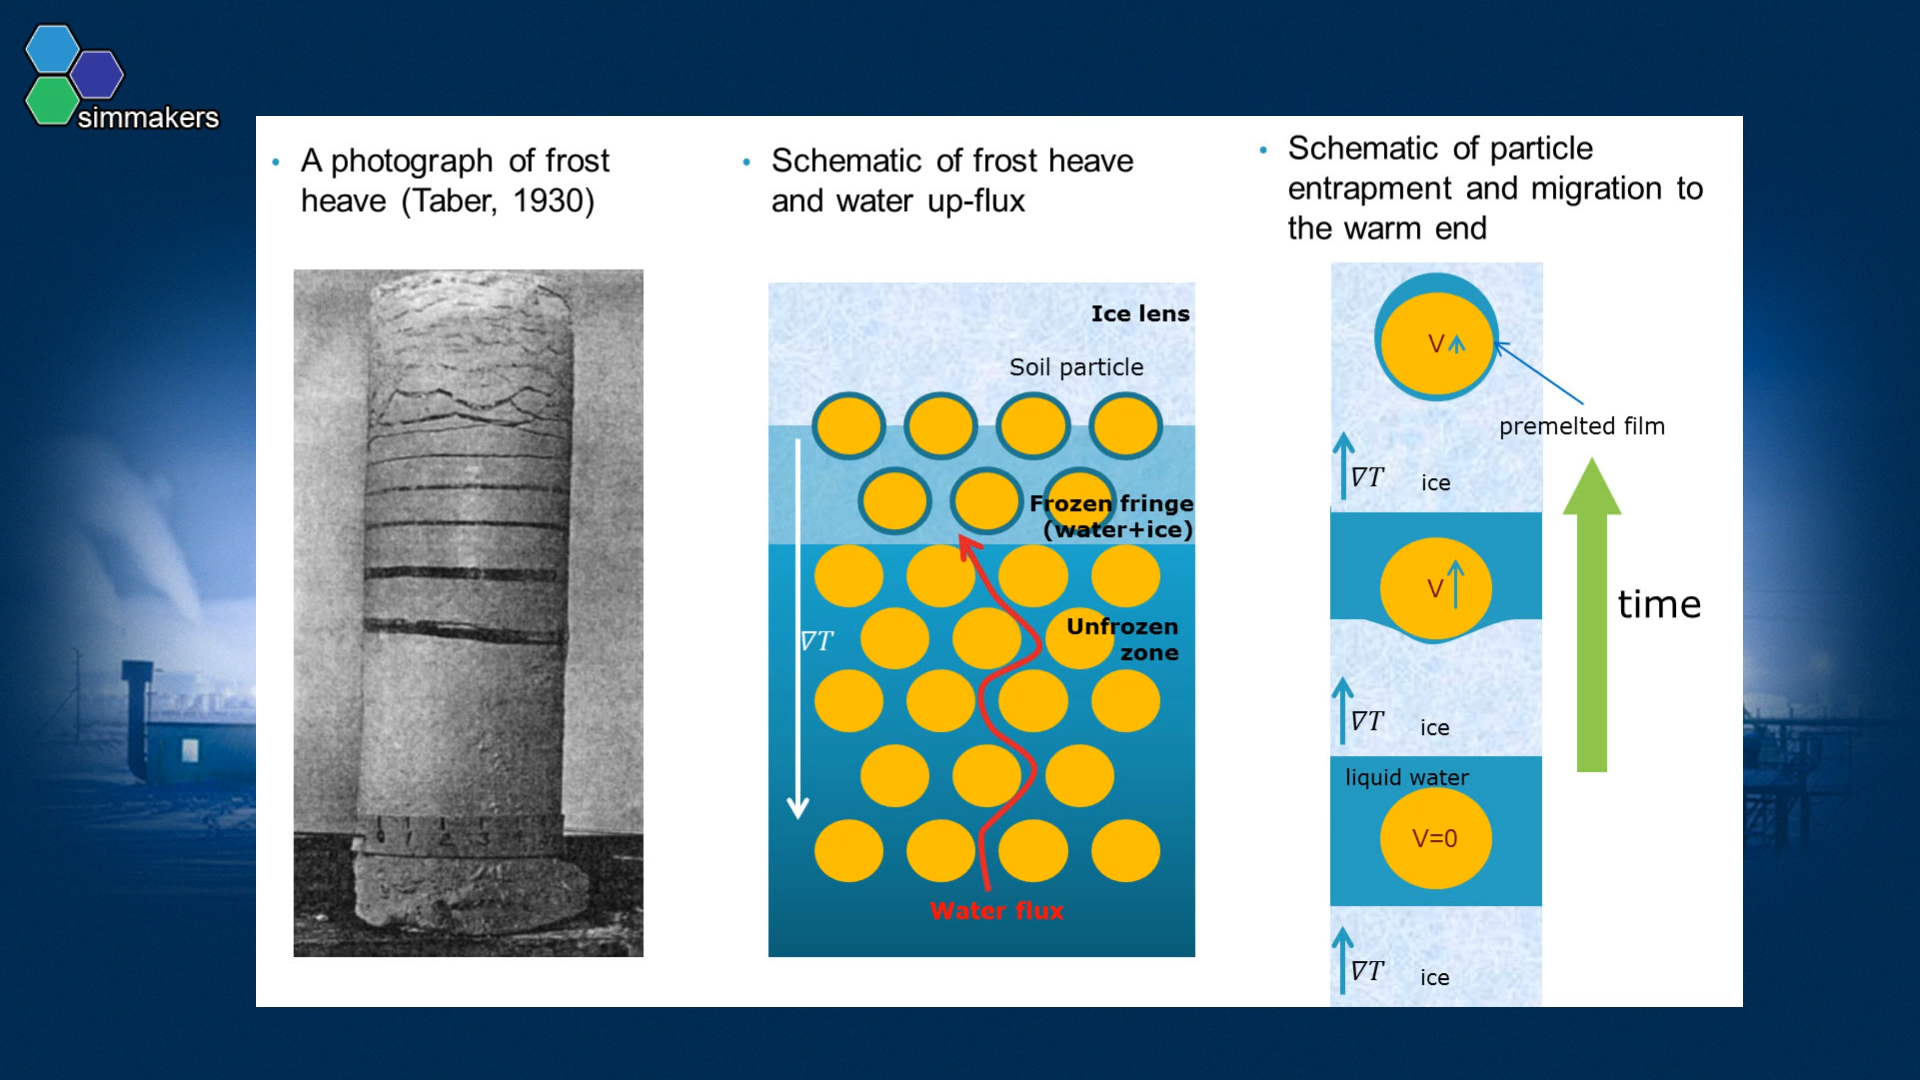 simmakers
• A photograph of frost
heave (Taber, 1930)
• Schematic of frost heave
and water up-flux
• Schematic of particle
entrapment and migration to
the warm end
Ice lens
Soil particle
Frozen fringe
(water+ice)
∇T
Unfrozen
zone
Water flux
V
premelted film
∇T ice
V
time
∇T ice
liquid water
V=0
∇T ice